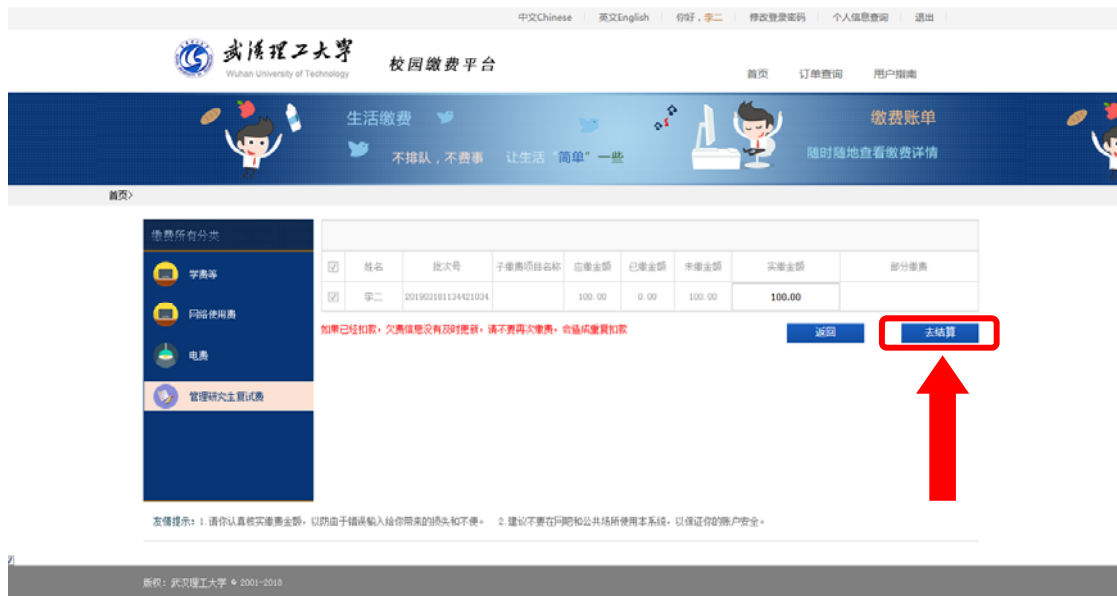 中文Chinese 英文English 你好，李二 修改登录密码 个人信息查询 退出
武漢理工大学 校园缴费平台
Wuhan University of Technology
首页 订单查询 用户指南
生活缴费
不排队，不费事 让生活“简单”一些
缴费账单
随时随地查看缴费详情
首页>
缴费所有分类
学费等
网络使用费
电费
管理研究生复试费
姓名 批次号 子缴费项目名称 应缴金额 已缴金额 未缴金额 实缴金额 部分缴费
李二 201903181134421034 100.00 0.00 100.00 100.00
如果已经扣款，欠费信息没有及时更新，请不要再次缴费，会造成重复扣款
返回 去结算
友情提示：1.请你认真核实缴费金额，以防由于错误输入给你带来的损失和不便。 2.建议不要在网吧和公共场所使用本系统，以保证你的账户安全。
版权：武汉理工大学 © 2001-2018